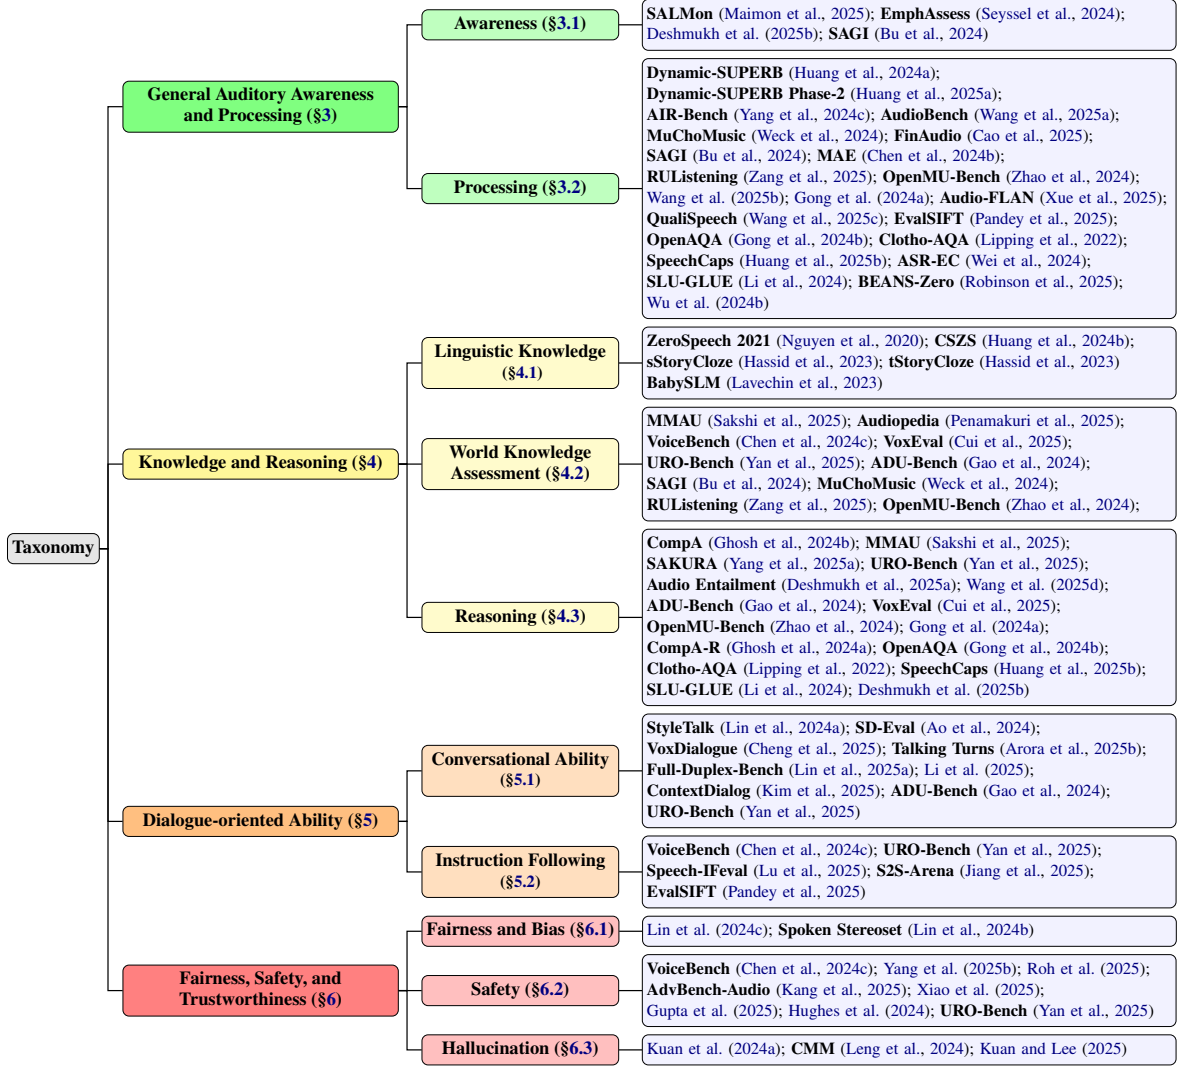 Taxonomy
General Auditory Awareness
and Processing (§3)
Awareness (§3.1)
SALMon (Maimon et al., 2025); EmphAssess (Seyssel et al., 2024);
Deshmukh et al. (2025b); SAGI (Bu et al., 2024)
Processing (§3.2)
Dynamic-SUPERB (Huang et al., 2024a);
Dynamic-SUPERB Phase-2 (Huang et al., 2025a);
AIR-Bench (Yang et al., 2024c); AudioBench (Wang et al., 2025a);
MuChoMusic (Weck et al., 2024); FinAudio (Cao et al., 2025);
SAGI (Bu et al., 2024); MAE (Chen et al., 2024b);
RUListening (Zang et al., 2025); OpenMU-Bench (Zhao et al., 2024);
Wang et al. (2025b); Gong et al. (2024a); Audio-FLAN (Xue et al., 2025);
QualiSpeech (Wang et al., 2025c); EvalSIFT (Pandey et al., 2025);
OpenAQA (Gong et al., 2024b); Clotho-AQA (Lipping et al., 2022);
SpeechCaps (Huang et al., 2025b); ASR-EC (Wei et al., 2024);
SLU-GLUE (Li et al., 2024); BEANS-Zero (Robinson et al., 2025);
Wu et al. (2024b)
Knowledge and Reasoning (§4)
Linguistic Knowledge
(§4.1)
ZeroSpeech 2021 (Nguyen et al., 2020); CSZS (Huang et al., 2024b);
sStoryCloze (Hassid et al., 2023); tStoryCloze (Hassid et al., 2023)
BabySLM (Lavechin et al., 2023)
World Knowledge
Assessment (§4.2)
MMAU (Sakshi et al., 2025); Audiopedia (Penamakuri et al., 2025);
VoiceBench (Chen et al., 2024c); VoxEval (Cui et al., 2025);
URO-Bench (Yan et al., 2025); ADU-Bench (Gao et al., 2024);
SAGI (Bu et al., 2024); MuChoMusic (Weck et al., 2024);
RUListening (Zang et al., 2025); OpenMU-Bench (Zhao et al., 2024);
Reasoning (§4.3)
CompA (Ghosh et al., 2024b); MMAU (Sakshi et al., 2025);
SAKURA (Yang et al., 2025a); URO-Bench (Yan et al., 2025);
Audio Entailment (Deshmukh et al., 2025a); Wang et al. (2025d);
ADU-Bench (Gao et al., 2024); VoxEval (Cui et al., 2025);
OpenMU-Bench (Zhao et al., 2024); Gong et al. (2024a);
CompA-R (Ghosh et al., 2024a); OpenAQA (Gong et al., 2024b);
Clotho-AQA (Lipping et al., 2022); SpeechCaps (Huang et al., 2025b);
SLU-GLUE (Li et al., 2024); Deshmukh et al. (2025b)
Dialogue-oriented Ability (§5)
Conversational Ability
(§5.1)
StyleTalk (Lin et al., 2024a); SD-Eval (Ao et al., 2024);
VoxDialogue (Cheng et al., 2025); Talking Turns (Arora et al., 2025b);
Full-Duplex-Bench (Lin et al., 2025a); Li et al. (2025);
ContextDialog (Kim et al., 2025); ADU-Bench (Gao et al., 2024);
URO-Bench (Yan et al., 2025)
Instruction Following
(§5.2)
VoiceBench (Chen et al., 2024c); URO-Bench (Yan et al., 2025);
Speech-IFeval (Lu et al., 2025); S2S-Arena (Jiang et al., 2025);
EvalSIFT (Pandey et al., 2025)
Fairness, Safety, and
Trustworthiness (§6)
Fairness and Bias (§6.1)
Lin et al. (2024c); Spoken Stereoset (Lin et al., 2024b)
Safety (§6.2)
VoiceBench (Chen et al., 2024c); Yang et al. (2025b); Roh et al. (2025);
AdvBench-Audio (Kang et al., 2025); Xiao et al. (2025);
Gupta et al. (2025); Hughes et al. (2024); URO-Bench (Yan et al., 2025)
Hallucination (§6.3)
Kuan et al. (2024a); CMM (Leng et al., 2024); Kuan and Lee (2025)